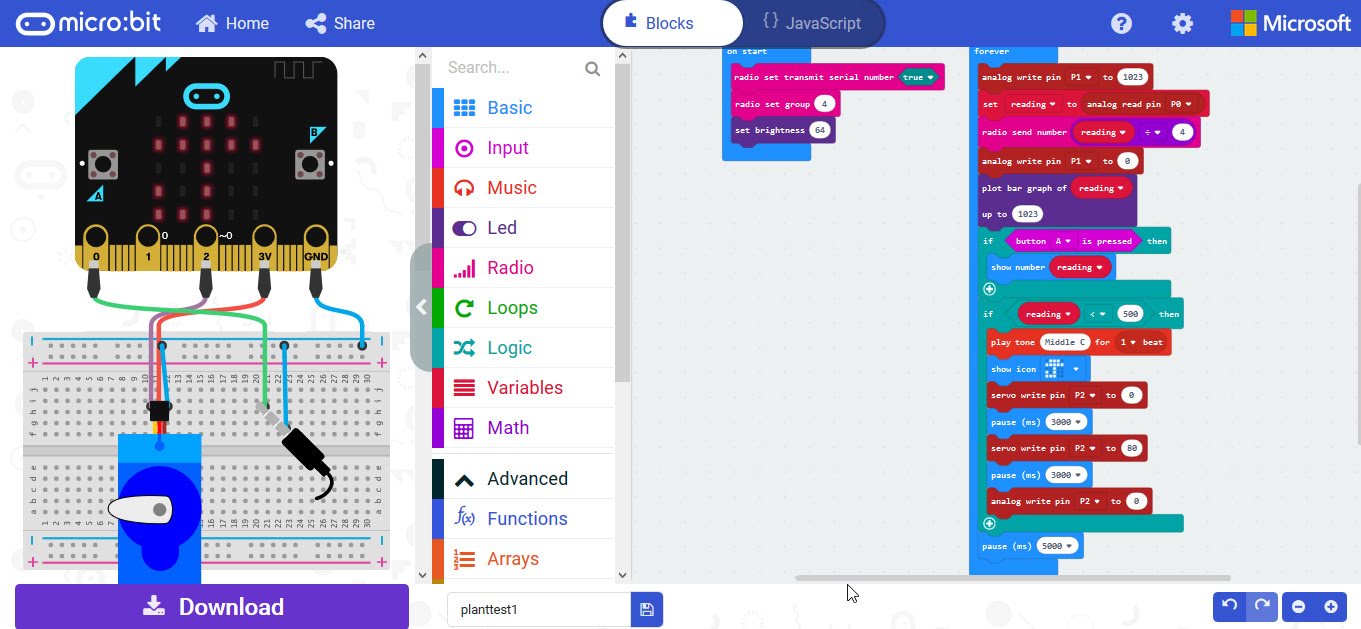 micro:bit Home Share Blocks {} JavaScript ? Microsoft
B
A
0 ~0
0 1 2 3V GND
Search...
Basic
Input
Music
Led
Radio
Loops
Logic
Variables
Math
Advanced
Functions
Arrays
on start
radio set transmit serial number true
radio set group 4
set brightness 64
forever
analog write pin P1 to 1023
set reading to analog read pin P0
radio send number reading ÷ 4
analog write pin P1 to 0
plot bar graph of reading
up to 1023
if button A is pressed then
show number reading
if reading < 500 then
play tone Middle C for 1 beat
show icon
servo write pin P2 to 0
pause (ms) 3000
servo write pin P2 to 80
pause (ms) 3000
analog write pin P2 to 0
pause (ms) 5000
Download
planttest1